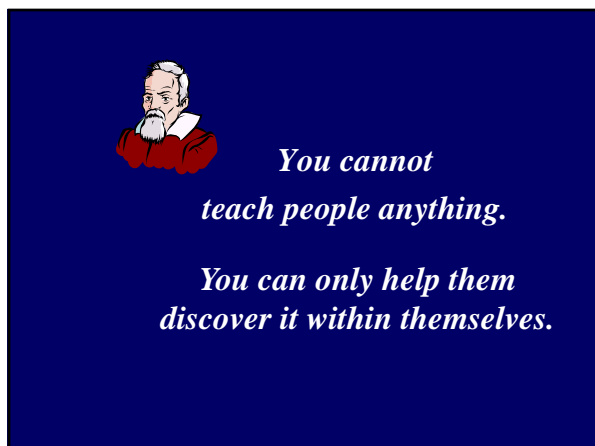 You cannot
teach people anything.
You can only help them
discover it within themselves.